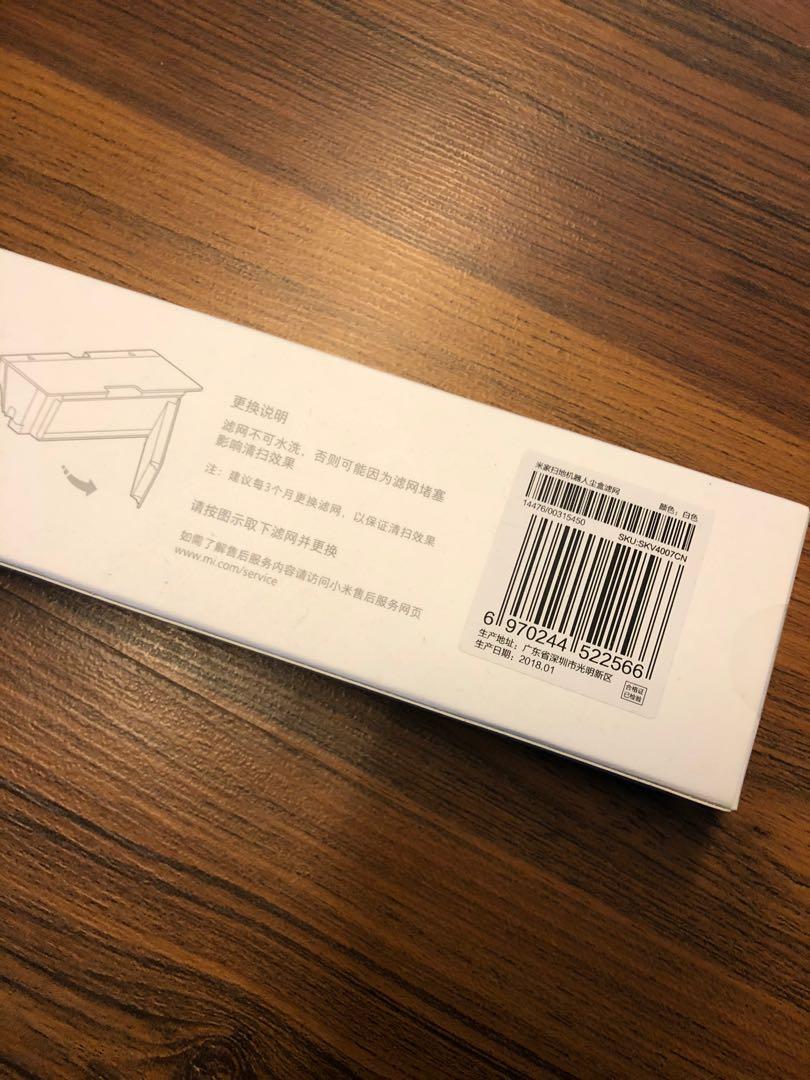 更换说明
滤网不可水洗，否则可能因为滤网堵塞
影响清扫效果
注：建议每3个月更换滤网，以保证清扫效果
请按图示取下滤网并更换
如需了解售后服务内容请访问小米售后服务网页
www.mi.com/service
米家扫地机器人尘盒滤网
颜色：白色
14476/00315450
SKU:SKV4007CN
6 970244 522566
生产地址：广东省深圳市光明新区
生产日期：2018.01
合格证
已检验